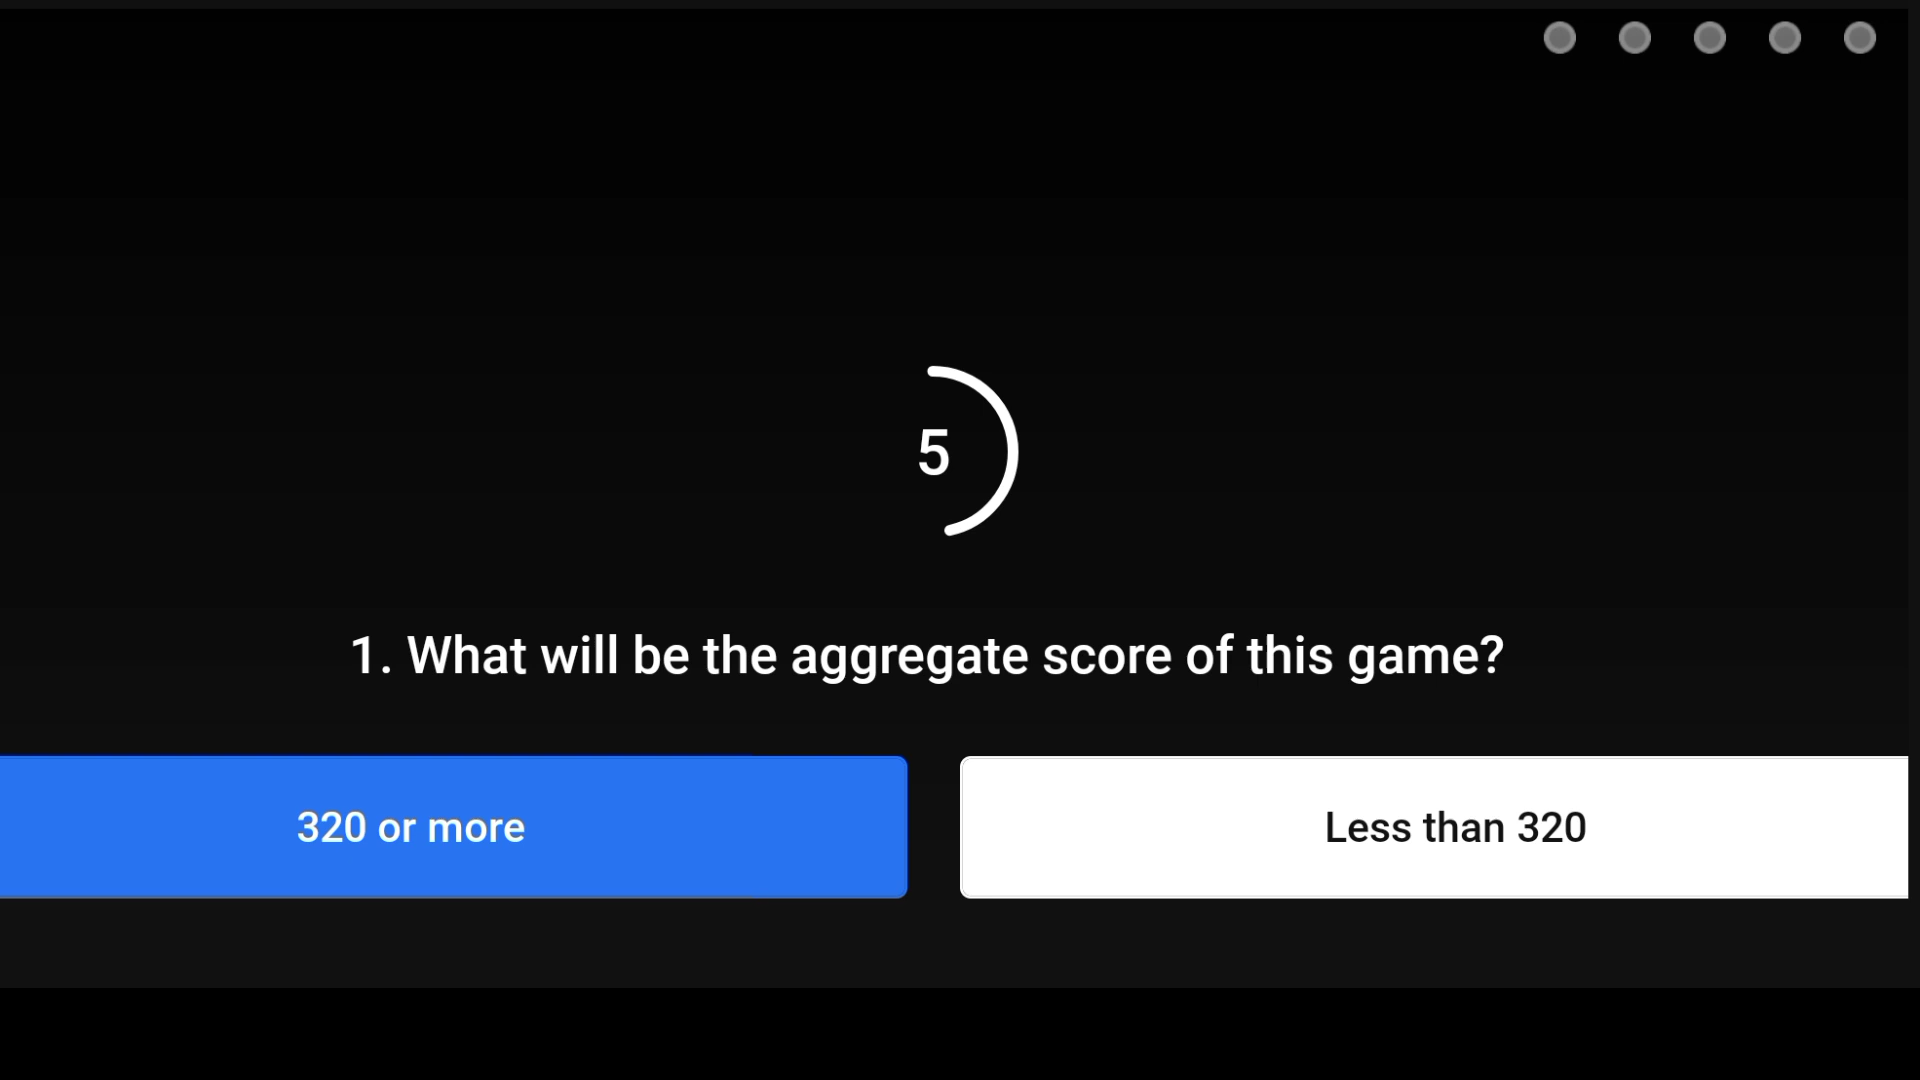 5
1. What will be the aggregate score of this game?
320 or more
Less than 320